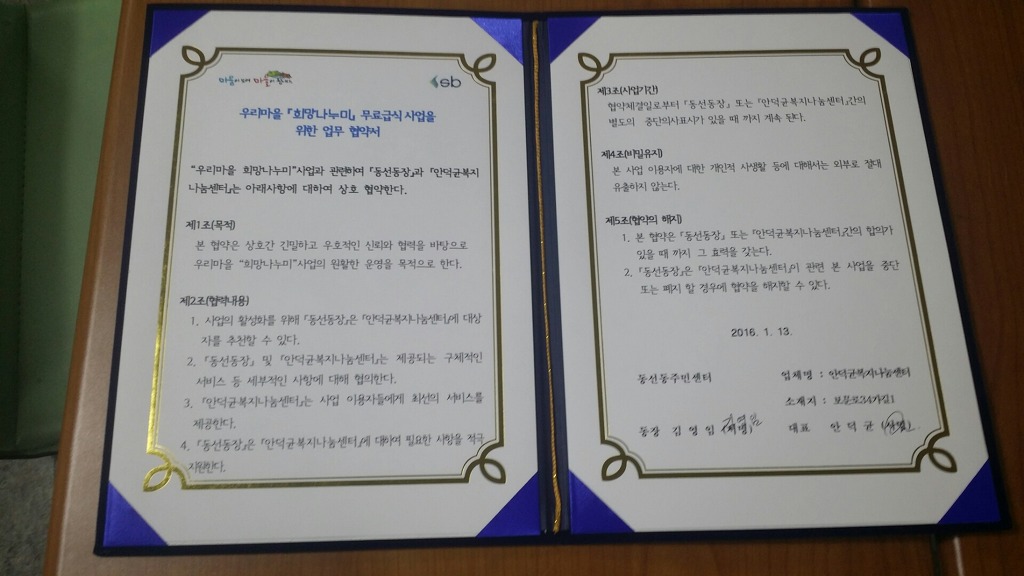 sb
우리마을 「희망나누미」 무료급식 사업을
위한 업무 협약서
"우리마을 희망나누미"사업과 관련하여 「동선동장」과 「안덕균복지
나눔센터」는 아래사항에 대하여 상호 협약한다.
제1조(목적)
본 협약은 상호간 긴밀하고 우호적인 신뢰와 협력을 바탕으로
우리마을 "희망나누미"사업의 원활한 운영을 목적으로 한다.
제2조(협력내용)
1. 사업의 활성화를 위해 「동선동장」은 「안덕균복지나눔센터」에 대상
자를 추천할 수 있다.
2. 「동선동장」 및 「안덕균복지나눔센터」는 제공되는 구체적인
서비스 등 세부적인 사항에 대해 협의한다.
3. 「안덕균복지나눔센터」는 사업 이용자들에게 최선의 서비스를
제공한다.
4. 「동선동장」은 「안덕균복지나눔센터」에 대하여 필요한 사항을 적극
지원한다.
제3조(사업기간)
협약체결일로부터 「동선동장」 또는 「안덕균복지나눔센터」간의
별도의 중단의사표시가 있을 때 까지 계속 된다.
제4조(비밀유지)
본 사업 이용자에 대한 개인적 사생활 등에 대해서는 외부로 절대
유출하지 않는다.
제5조(협약의 해지)
1. 본 협약은 「동선동장」 또는 「안덕균복지나눔센터」간의 합의가
있을 때 까지 그 효력을 갖는다.
2. 「동선동장」은 「안덕균복지나눔센터」이 관련 본 사업을 중단
또는 폐지 할 경우에 협약을 해지할 수 있다.
2016. 1. 13.
동선동주민센터 업체명 : 안덕균복지나눔센터
소재지 : 보문로34가길1
동장 김영임 (서명) 대표 안덕균 (서명)